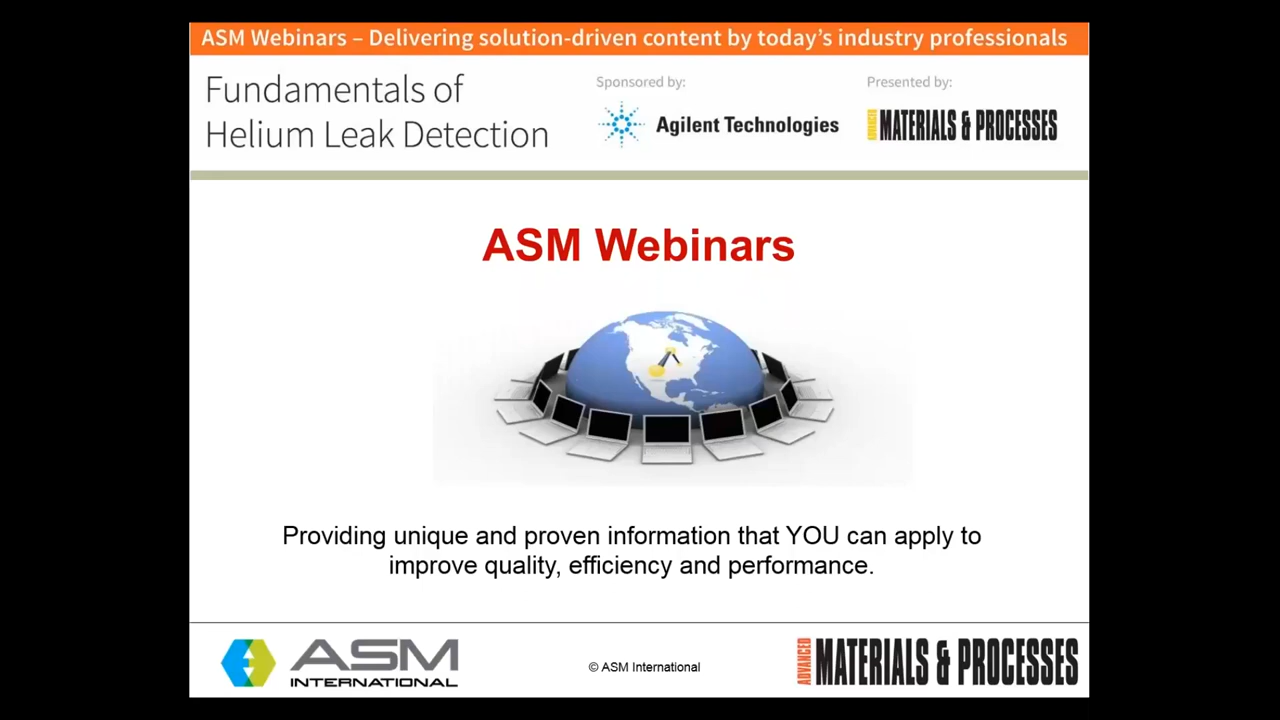 ASM Webinars – Delivering solution-driven content by today's industry professionals
Fundamentals of
Helium Leak Detection
Sponsored by:
Agilent Technologies
Presented by:
ADVANCED MATERIALS & PROCESSES
ASM Webinars
Providing unique and proven information that YOU can apply to
improve quality, efficiency and performance.
ASM
INTERNATIONAL
© ASM International
ADVANCED MATERIALS & PROCESSES